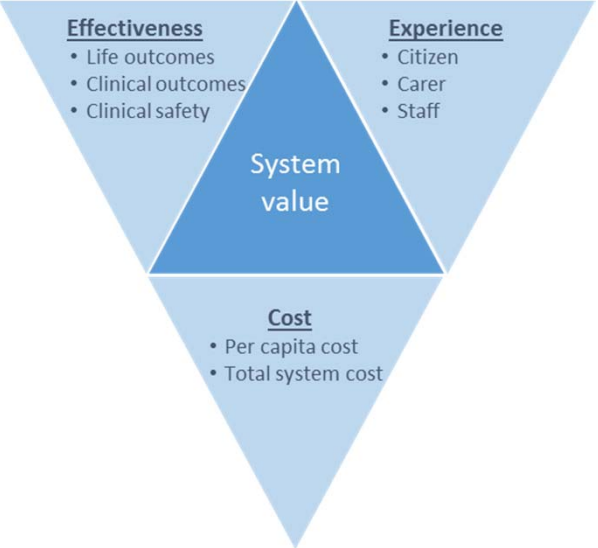 Effectiveness
• Life outcomes
• Clinical outcomes
• Clinical safety
Experience
• Citizen
• Carer
• Staff
System
value
Cost
• Per capita cost
• Total system cost